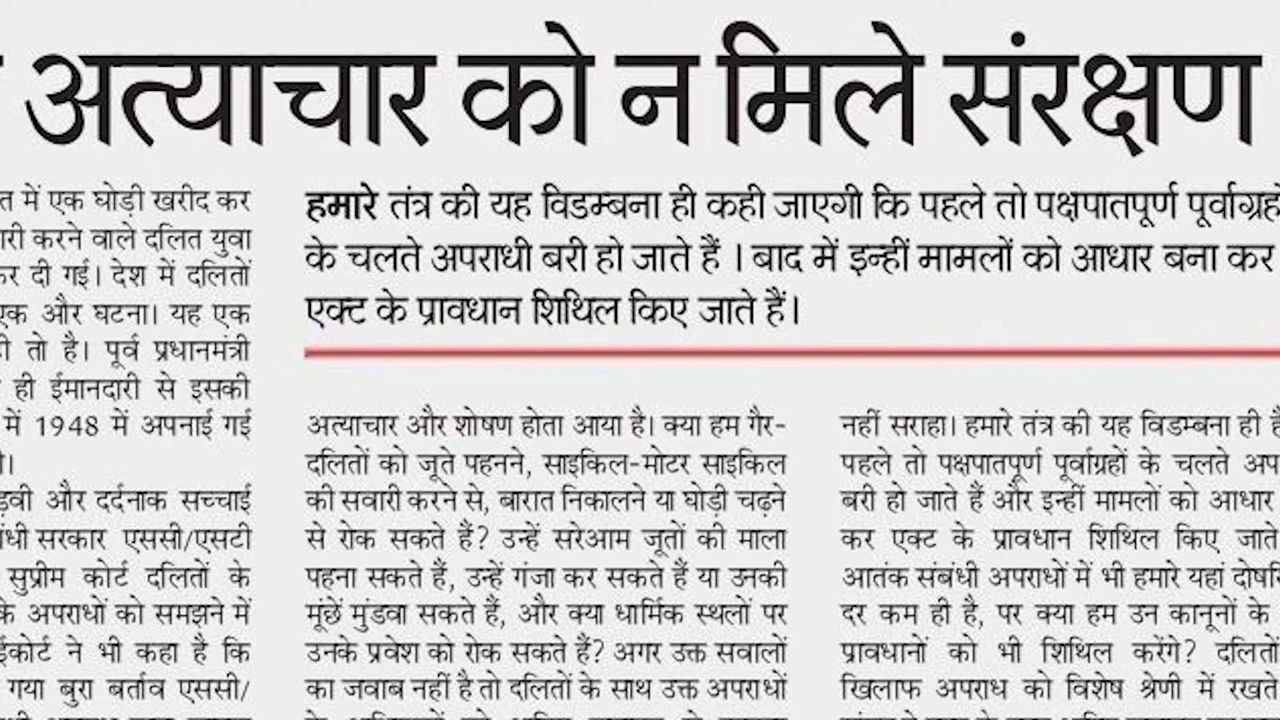 अत्याचार को न मिले संरक्षण
त में एक घोड़ी खरीद कर
ारी करने वाले दलित युवा
कर दी गई। देश में दलितों
एक और घटना। यह एक
ही तो है। पूर्व प्रधानमंत्री
ही ईमानदारी से इसकी
में 1948 में अपनाई गई
ी।
ड़वी और दर्दनाक सच्चाई
ंधी सरकार एससी/एसटी
सुप्रीम कोर्ट दलितों के
के अपराधों को समझने में
ईकोर्ट ने भी कहा है कि
गया बुरा बर्ताव एससी/
हमारे तंत्र की यह विडम्बना ही कही जाएगी कि पहले तो पक्षपातपूर्ण पूर्वाग्रहों
के चलते अपराधी बरी हो जाते हैं । बाद में इन्हीं मामलों को आधार बना कर
एक्ट के प्रावधान शिथिल किए जाते हैं।
अत्याचार और शोषण होता आया है। क्या हम गैर-
दलितों को जूते पहनने, साइकिल-मोटर साइकिल
की सवारी करने से, बारात निकालने या घोड़ी चढ़ने
से रोक सकते हैं? उन्हें सरेआम जूतों की माला
पहना सकते हैं, उन्हें गंजा कर सकते हैं या उनकी
मूंछें मुंडवा सकते हैं, और क्या धार्मिक स्थलों पर
उनके प्रवेश को रोक सकते हैं? अगर उक्त सवालों
का जवाब नहीं है तो दलितों के साथ उक्त अपराधों
नहीं सराहा। हमारे तंत्र की यह विडम्बना ही है
पहले तो पक्षपातपूर्ण पूर्वाग्रहों के चलते अप
बरी हो जाते हैं और इन्हीं मामलों को आधार
कर एक्ट के प्रावधान शिथिल किए जाते
आतंक संबंधी अपराधों में भी हमारे यहां दोषसि
दर कम ही है, पर क्या हम उन कानूनों के
प्रावधानों को भी शिथिल करेंगे? दलितों
खिलाफ अपराध को विशेष श्रेणी में रखते